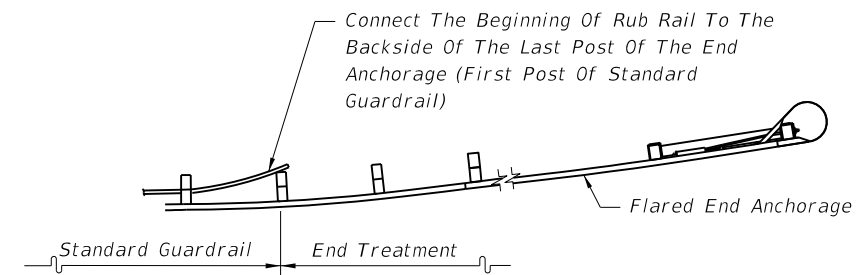 Connect The Beginning Of Rub Rail To The
Backside Of The Last Post Of The End
Anchorage (First Post Of Standard
Guardrail)
Flared End Anchorage
Standard Guardrail
End Treatment